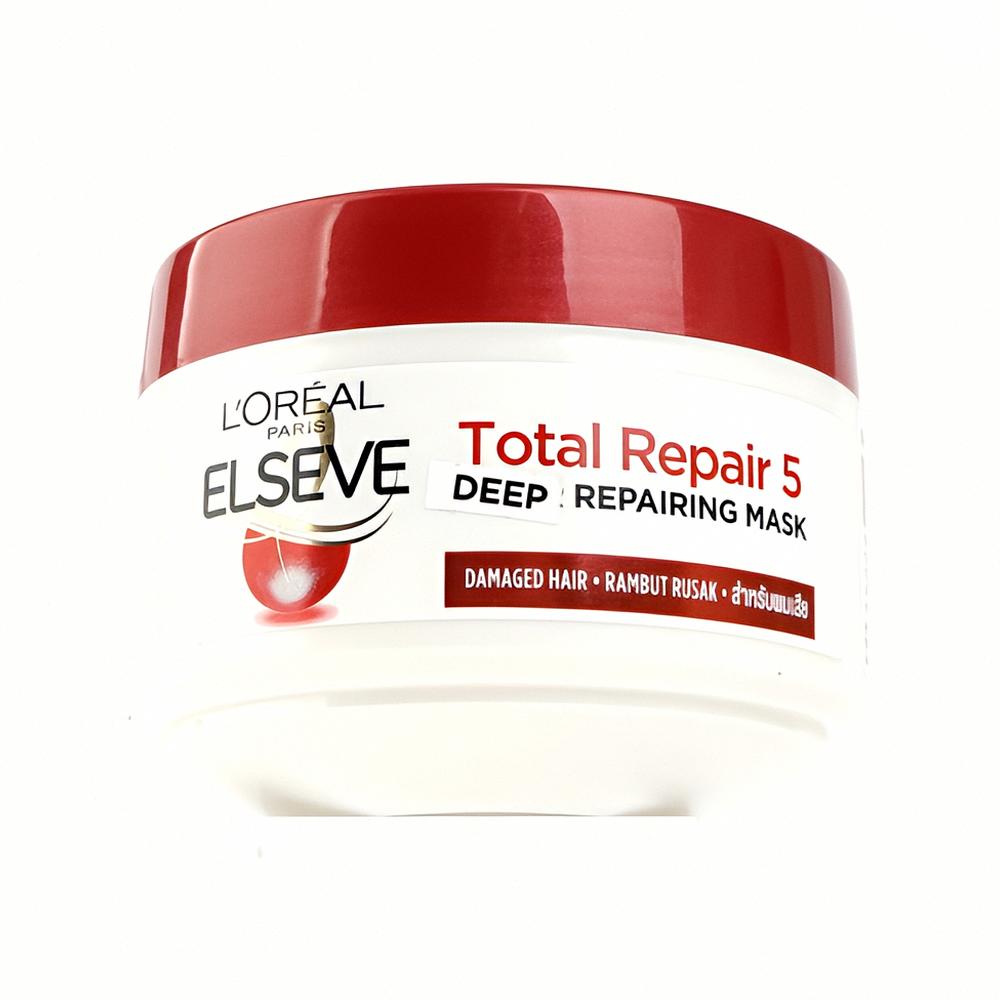 L'ORÉAL
PARIS
ELSEVE
Total Repair 5
DEEP REPAIRING MASK
DAMAGED HAIR • RAMBUT RUSAK • สำหรับผมเสีย